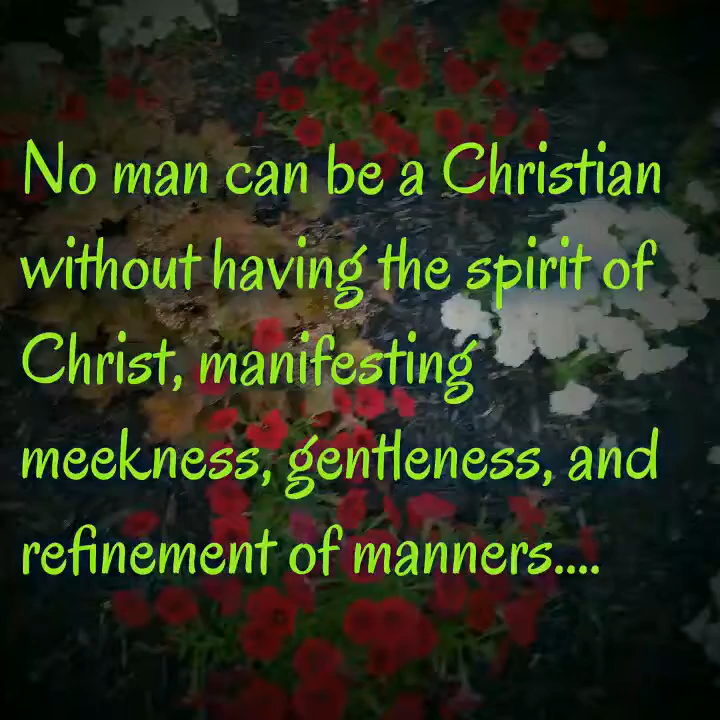 No man can be a Christian
without having the spirit of
Christ, manifesting
meekness, gentleness, and
refinement of manners....